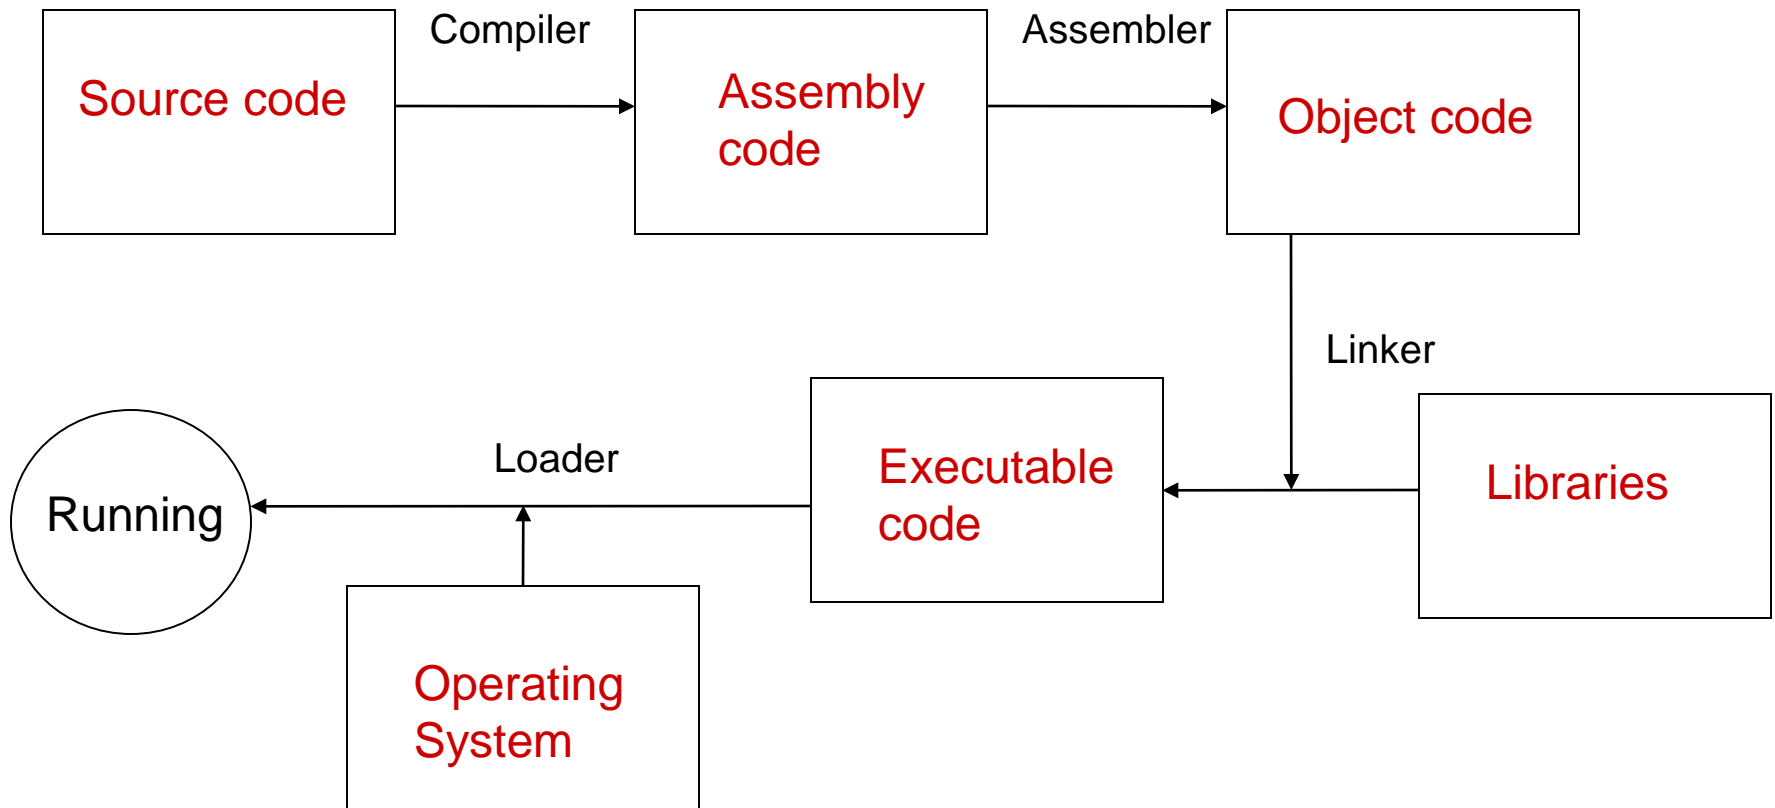 Compiler
Assembler
Source code
Assembly
code
Object code
Linker
Loader
Executable
code
Libraries
Running
Operating
System